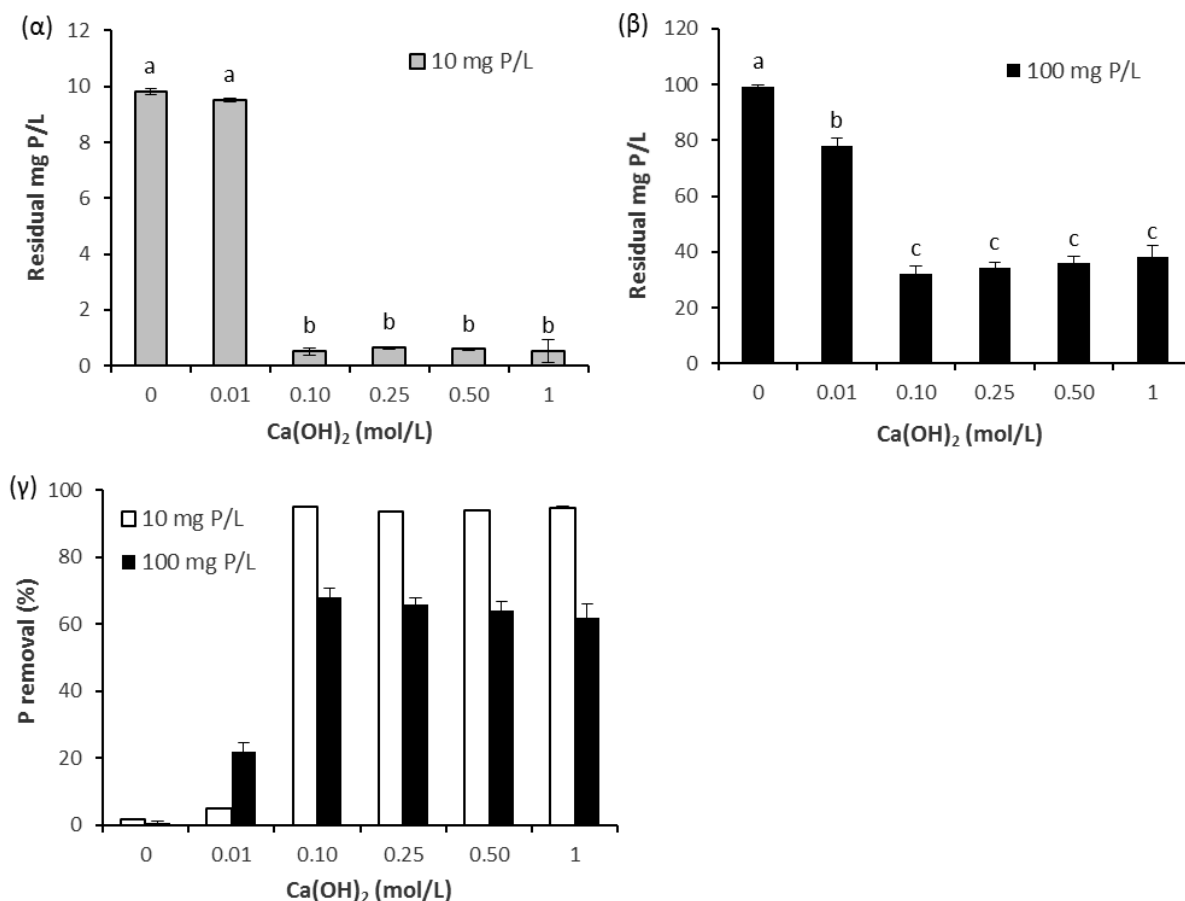 (α)
12
10
8
6
4
2
0
Residual mg P/L
10 mg P/L
a a b b b b
0 0.01 0.10 0.25 0.50 1
Ca(OH)₂ (mol/L)
(β)
120
100
80
60
40
20
0
Residual mg P/L
100 mg P/L
a b c c c c
0 0.01 0.10 0.25 0.50 1
Ca(OH)₂ (mol/L)
(γ)
100
80
60
40
20
0
P removal (%)
10 mg P/L
100 mg P/L
0 0.01 0.10 0.25 0.50 1
Ca(OH)₂ (mol/L)